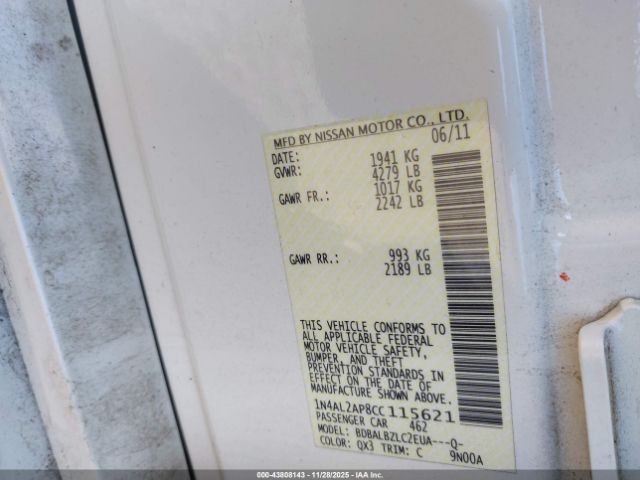 MFD BY NISSAN MOTOR CO., LTD.
DATE: 06/11
GVWR: 1941 KG
4279 LB
GAWR FR.: 1017 KG
2242 LB
GAWR RR.: 993 KG
2189 LB
THIS VEHICLE CONFORMS TO
ALL APPLICABLE FEDERAL
MOTOR VEHICLE SAFETY,
BUMPER, AND THEFT
PREVENTION STANDARDS IN
EFFECT ON THE DATE OF
MANUFACTURE SHOWN ABOVE.
1N4AL2AP8CC115621
PASSENGER CAR 462
MODEL: BDBALBZLC2EUA---Q-
COLOR: QX3 TRIM: C 9N00A
000-43808143 - 11/28/2025 - IAAI.COM